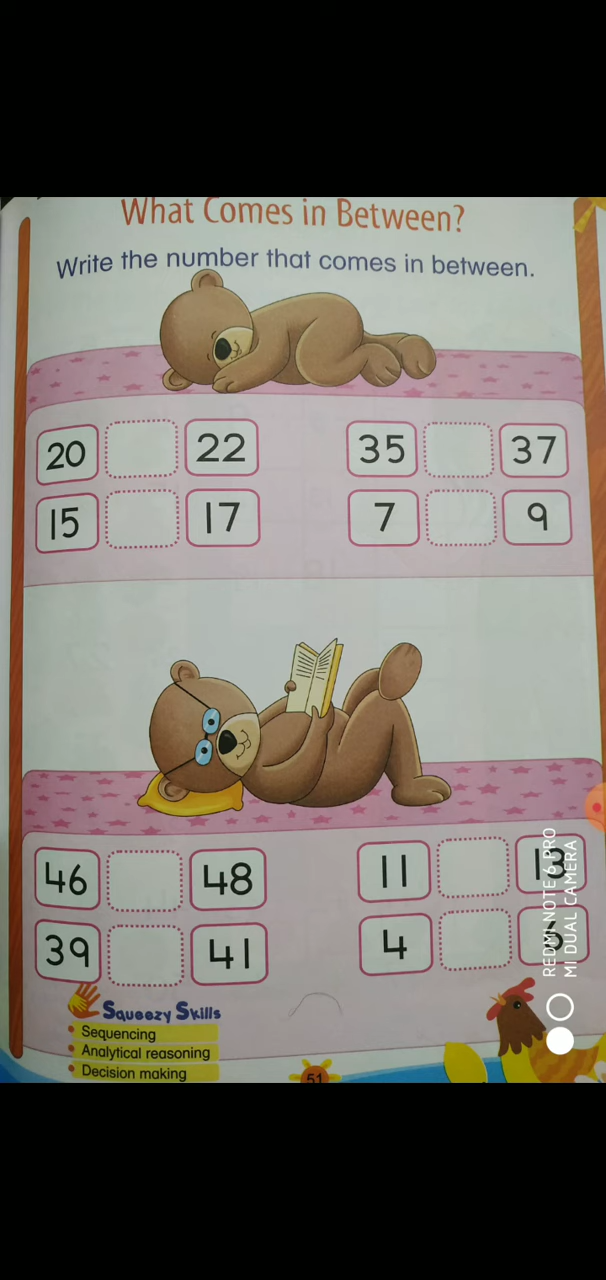 What Comes in Between?
Write the number that comes in between.
20 22 35 37
15 17 7 9
46 48 11 13
39 41 4 6
Squeezy Skills
• Sequencing
• Analytical reasoning
• Decision making
51
REDMI NOTE 6 PRO
MI DUAL CAMERA